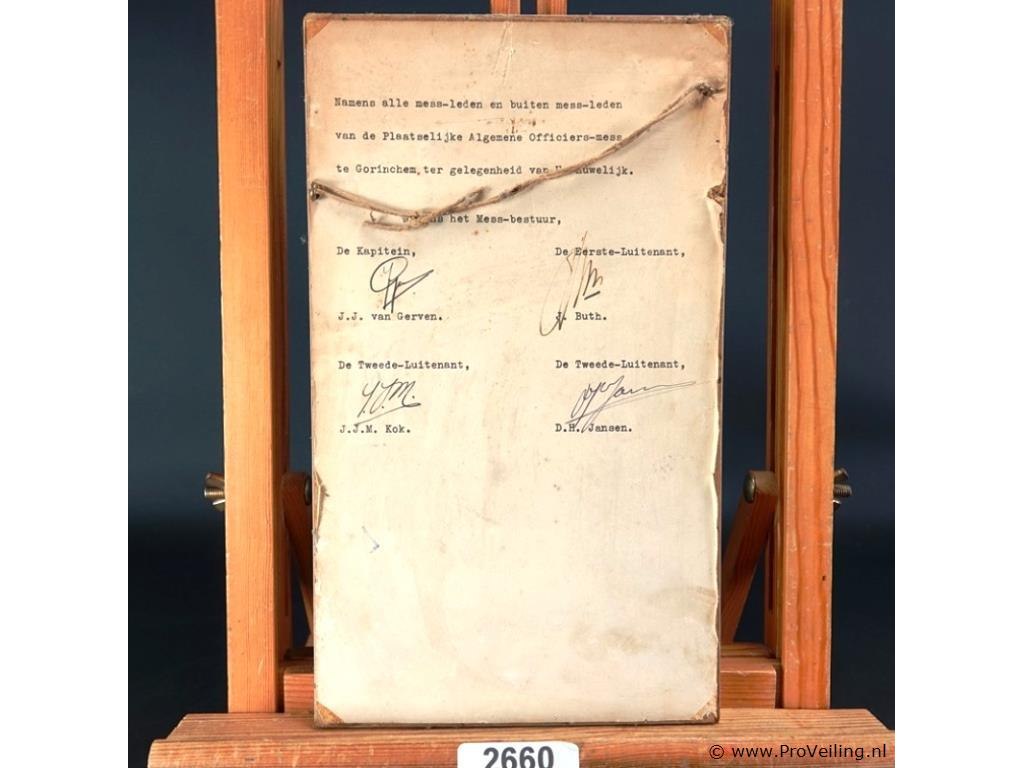 Namens alle mess-leden en buiten mess-leden
van de Plaatselijke Algemene Officiers-mess
te Gorinchem, ter gelegenheid van
het Mess-bestuur,
De Kapitein,
De Eerste-Luitenant,
J.J. van Gerven.
Buth.
De Tweede-Luitenant,
De Tweede-Luitenant,
J.J.M. Kok.
D.H. Jansen.
2660
© www.ProVeiling.nl